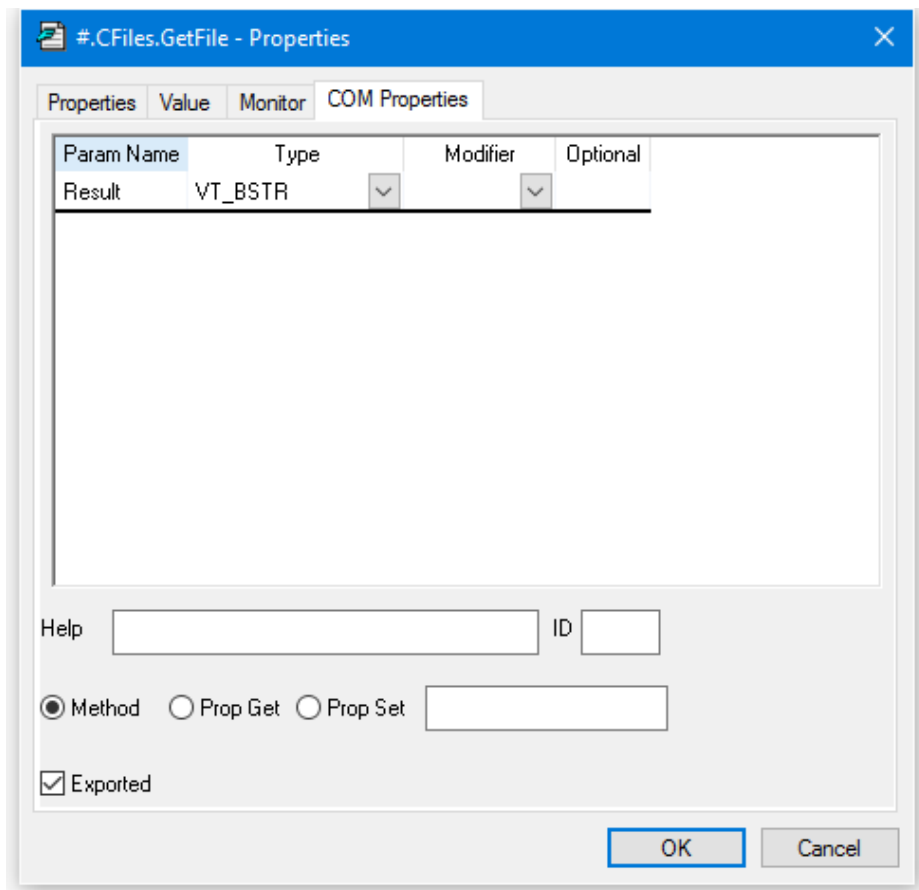 #.CFiles.GetFile - Properties
Properties Value Monitor COM Properties
Param Name Type Modifier Optional
Result VT_BSTR
Help ID
Method Prop Get Prop Set
Exported
OK Cancel